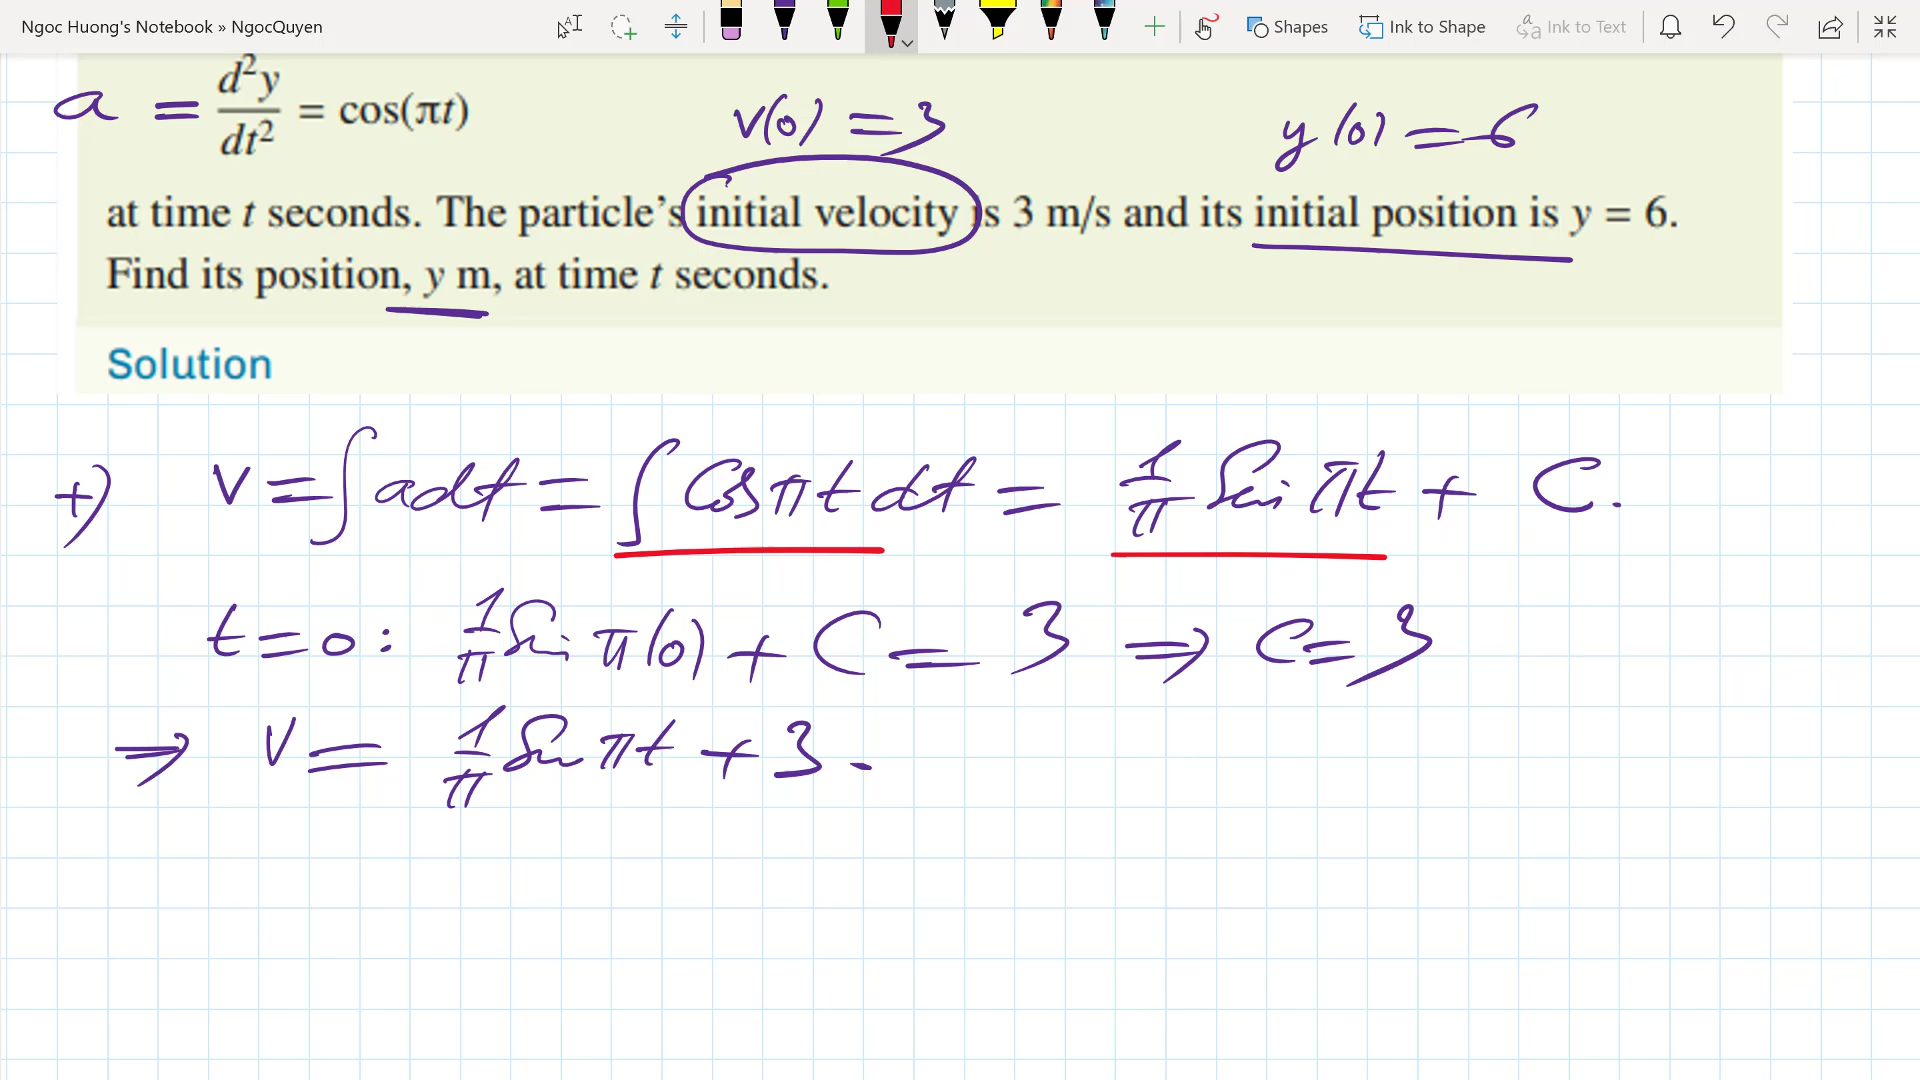 Ngoc Huong's Notebook » NgocQuyen
Shapes
Ink to Shape
Ink to Text
a = d²y/dt² = cos(πt)
v(0) = 3
y(0) = 6
at time t seconds. The particle's initial velocity is 3 m/s and its initial position is y = 6.
Find its position, y m, at time t seconds.
Solution
+) v = ∫ a dt = ∫ Cos πt dt = 1/π Sin πt + C.
t = 0 : 1/π Sin π(0) + C = 3 ⇒ C = 3
⇒ v = 1/π Sin πt + 3.